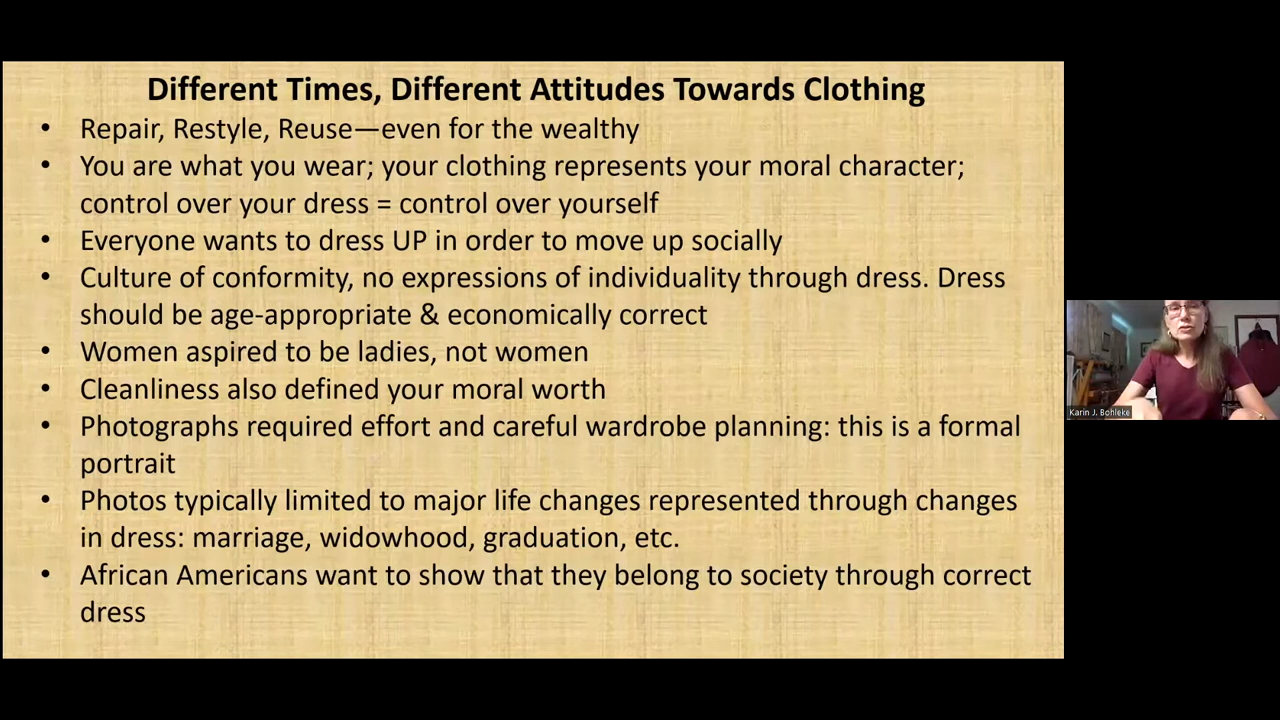 Different Times, Different Attitudes Towards Clothing
• Repair, Restyle, Reuse—even for the wealthy
• You are what you wear; your clothing represents your moral character;
control over your dress = control over yourself
• Everyone wants to dress UP in order to move up socially
• Culture of conformity, no expressions of individuality through dress. Dress
should be age-appropriate & economically correct
• Women aspired to be ladies, not women
• Cleanliness also defined your moral worth
• Photographs required effort and careful wardrobe planning: this is a formal
portrait
• Photos typically limited to major life changes represented through changes
in dress: marriage, widowhood, graduation, etc.
• African Americans want to show that they belong to society through correct
dress
Karin J. Bohleke